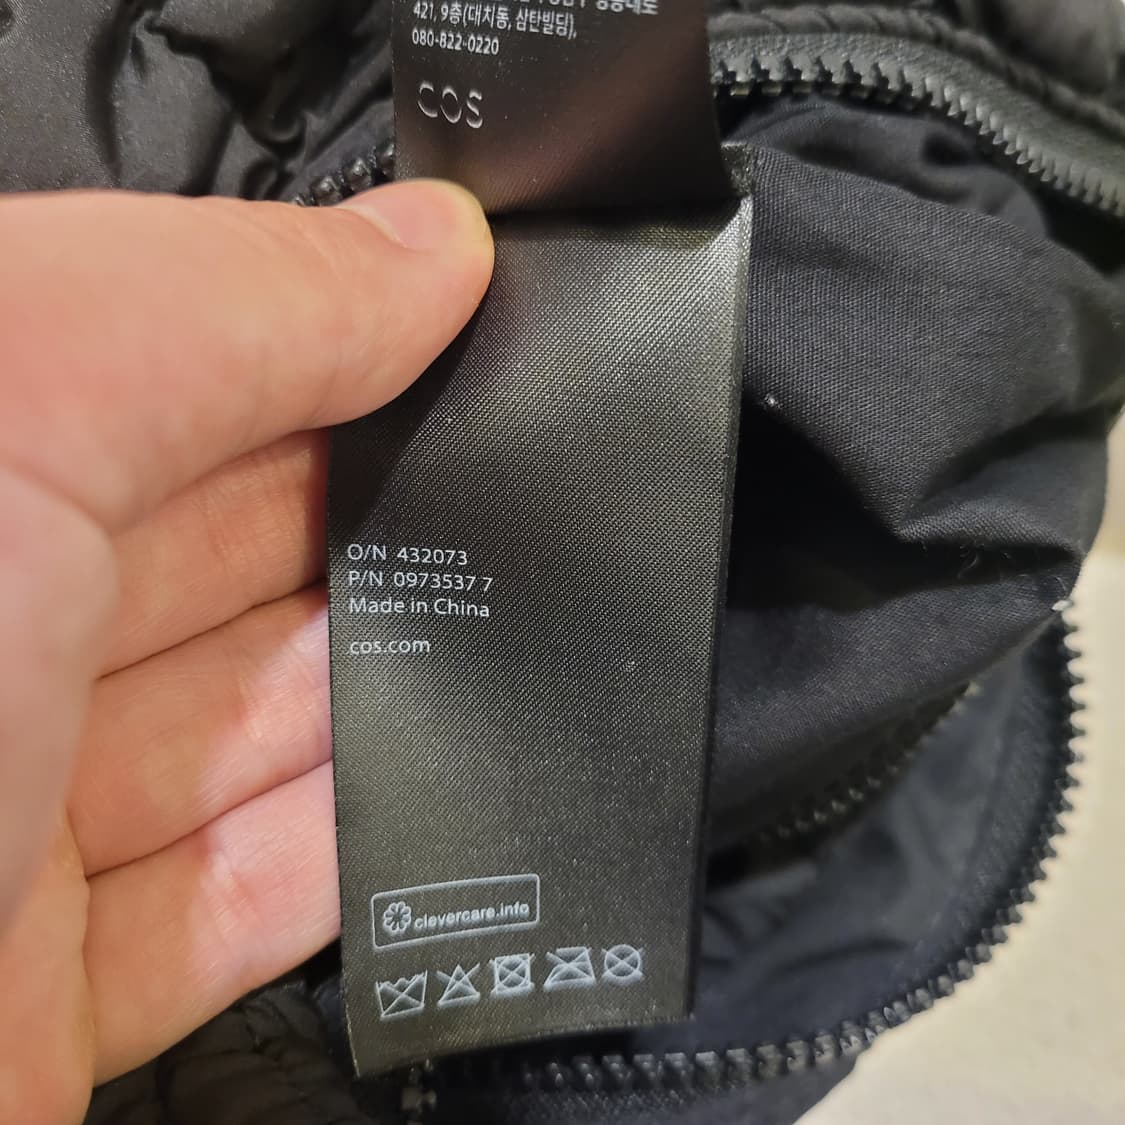 421, 9층(대치동, 삼탄빌딩),
080-822-0220
COS
O/N 432073
P/N 0973537 7
Made in China
cos.com
clevercare.info